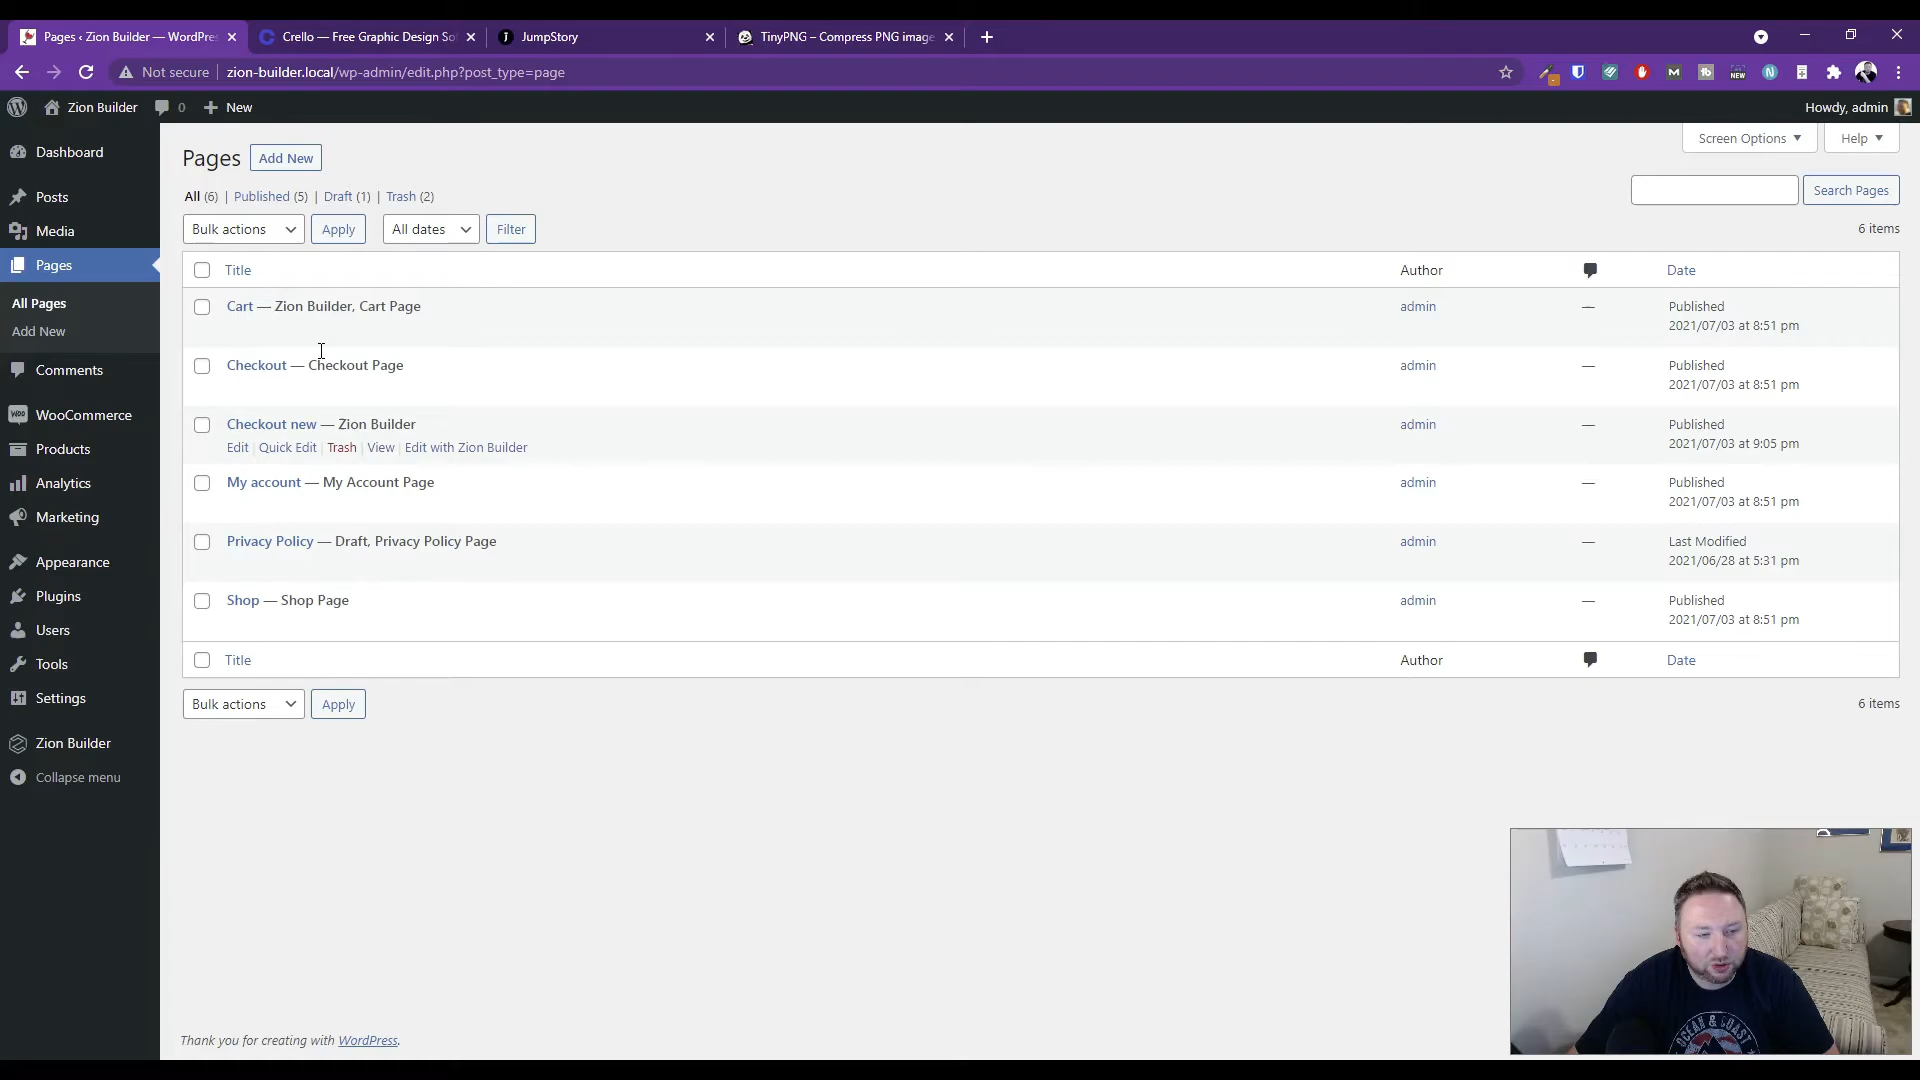 Pages ‹ Zion Builder — WordPres
Crello — Free Graphic Design So
JumpStory
TinyPNG – Compress PNG image
Not secure
zion-builder.local/wp-admin/edit.php?post_type=page
Zion Builder
0
New
Howdy, admin
Dashboard
Posts
Media
Pages
All Pages
Add New
Comments
WooCommerce
Products
Analytics
Marketing
Appearance
Plugins
Users
Tools
Settings
Zion Builder
Collapse menu
Screen Options
Help
Pages
Add New
All (6) | Published (5) | Draft (1) | Trash (2)
Search Pages
Bulk actions
Apply
All dates
Filter
6 items
Title
Author
Date
Cart — Zion Builder, Cart Page
admin
—
Published
2021/07/03 at 8:51 pm
Checkout — Checkout Page
admin
—
Published
2021/07/03 at 8:51 pm
Checkout new — Zion Builder
Edit | Quick Edit | Trash | View | Edit with Zion Builder
admin
—
Published
2021/07/03 at 9:05 pm
My account — My Account Page
admin
—
Published
2021/07/03 at 8:51 pm
Privacy Policy — Draft, Privacy Policy Page
admin
—
Last Modified
2021/06/28 at 5:31 pm
Shop — Shop Page
admin
—
Published
2021/07/03 at 8:51 pm
Title
Author
Date
Bulk actions
Apply
6 items
Thank you for creating with WordPress.
OCEAN & COAST